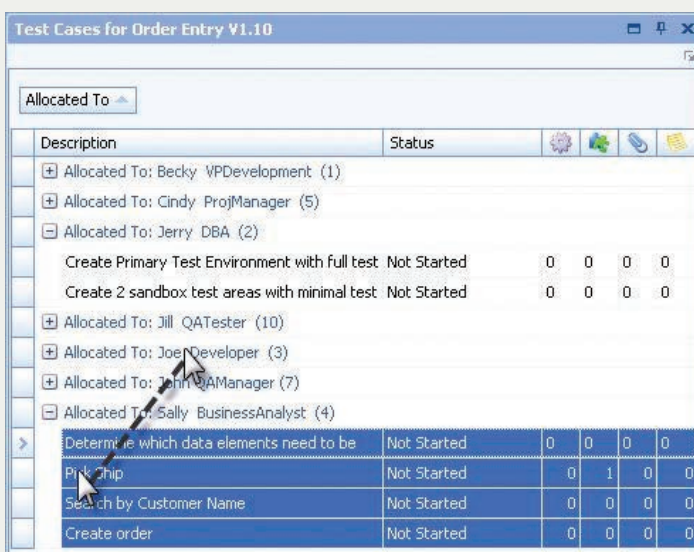 Test Cases for Order Entry V1.10
Allocated To
Description Status
Allocated To: Becky VPDevelopment (1)
Allocated To: Cindy ProjManager (5)
Allocated To: Jerry DBA (2)
Create Primary Test Environment with full test Not Started 0 0 0 0
Create 2 sandbox test areas with minimal test Not Started 0 0 0 0
Allocated To: Jill QATester (10)
Allocated To: Joe Developer (3)
Allocated To: John QAManager (7)
Allocated To: Sally BusinessAnalyst (4)
Determine which data elements need to be Not Started 0 0 0 0
Pick Ship Not Started 0 1 0 0
Search by Customer Name Not Started 0 0 0 0
Create order Not Started 0 0 0 0